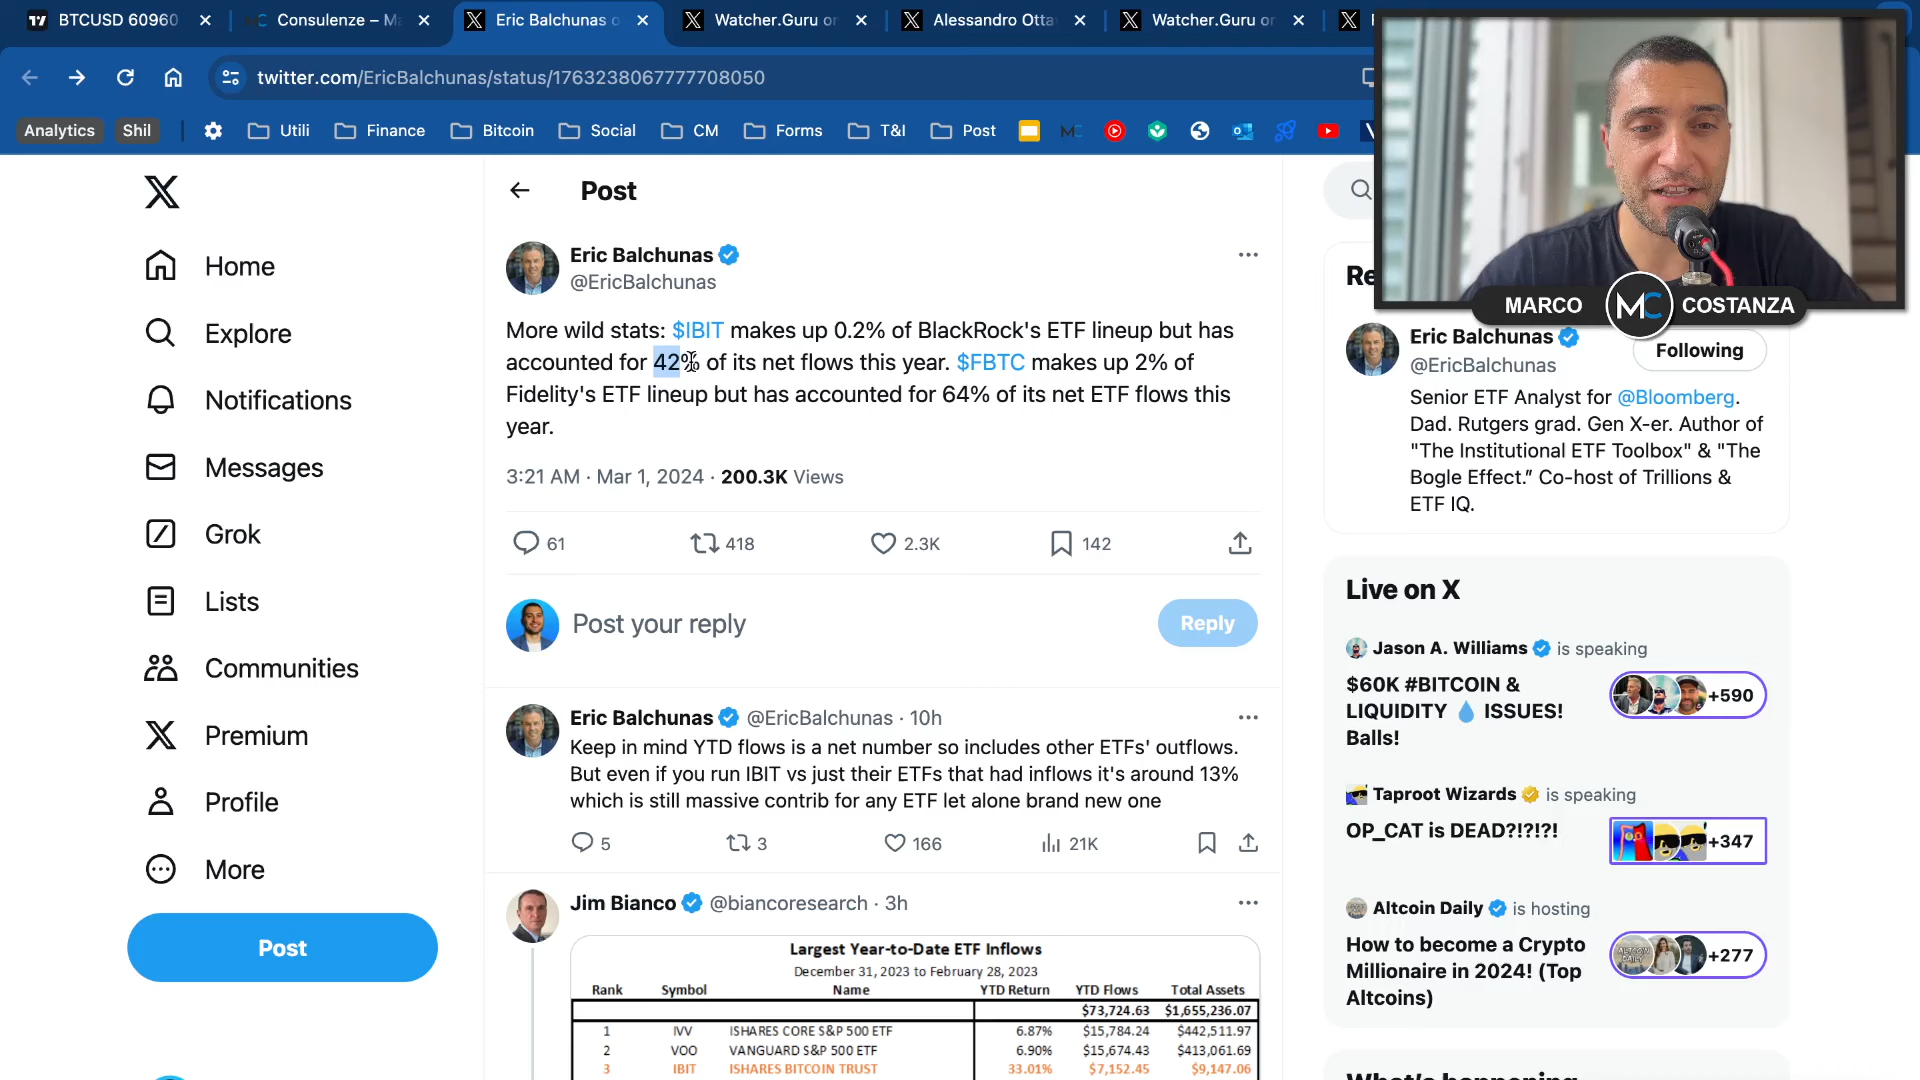 BTCUSD 60960
Consulenze – M
Eric Balchunas o
Watcher.Guru on
Alessandro Otta
Watcher.Guru on
twitter.com/EricBalchunas/status/1763238067777708050
Analytics
Shil
Utili
Finance
Bitcoin
Social
CM
Forms
T&I
Post
MC
MARCO MC COSTANZA
Home
Explore
Notifications
Messages
Grok
Lists
Communities
Premium
Profile
More
Post
Post
Eric Balchunas
@EricBalchunas
More wild stats: $IBIT makes up 0.2% of BlackRock's ETF lineup but has
accounted for 42% of its net flows this year. $FBTC makes up 2% of
Fidelity's ETF lineup but has accounted for 64% of its net ETF flows this
year.
3:21 AM · Mar 1, 2024 · 200.3K Views
61 418 2.3K 142
Post your reply
Reply
Eric Balchunas @EricBalchunas · 10h
Keep in mind YTD flows is a net number so includes other ETFs' outflows.
But even if you run IBIT vs just their ETFs that had inflows it's around 13%
which is still massive contrib for any ETF let alone brand new one
5 3 166 21K
Jim Bianco @biancoresearch · 3h
Largest Year-to-Date ETF Inflows
December 31, 2023 to February 28, 2023
Rank Symbol Name YTD Return YTD Flows Total Assets
$73,724.63 $1,655,236.07
1 IVV ISHARES CORE S&P 500 ETF 6.87% $15,784.24 $442,511.97
2 VOO VANGUARD S&P 500 ETF 6.90% $15,674.43 $413,061.69
3 IBIT ISHARES BITCOIN TRUST 33.01% $7,152.45 $9,147.06
Re
Eric Balchunas
@EricBalchunas
Following
Senior ETF Analyst for @Bloomberg.
Dad. Rutgers grad. Gen X-er. Author of
"The Institutional ETF Toolbox" & "The
Bogle Effect." Co-host of Trillions &
ETF IQ.
Live on X
Jason A. Williams is speaking
$60K #BITCOIN &
LIQUIDITY 💧 ISSUES!
Balls!
+590
Taproot Wizards is speaking
OP_CAT is DEAD?!?!?!
+347
Altcoin Daily is hosting
How to become a Crypto
Millionaire in 2024! (Top
Altcoins)
+277
What's happening